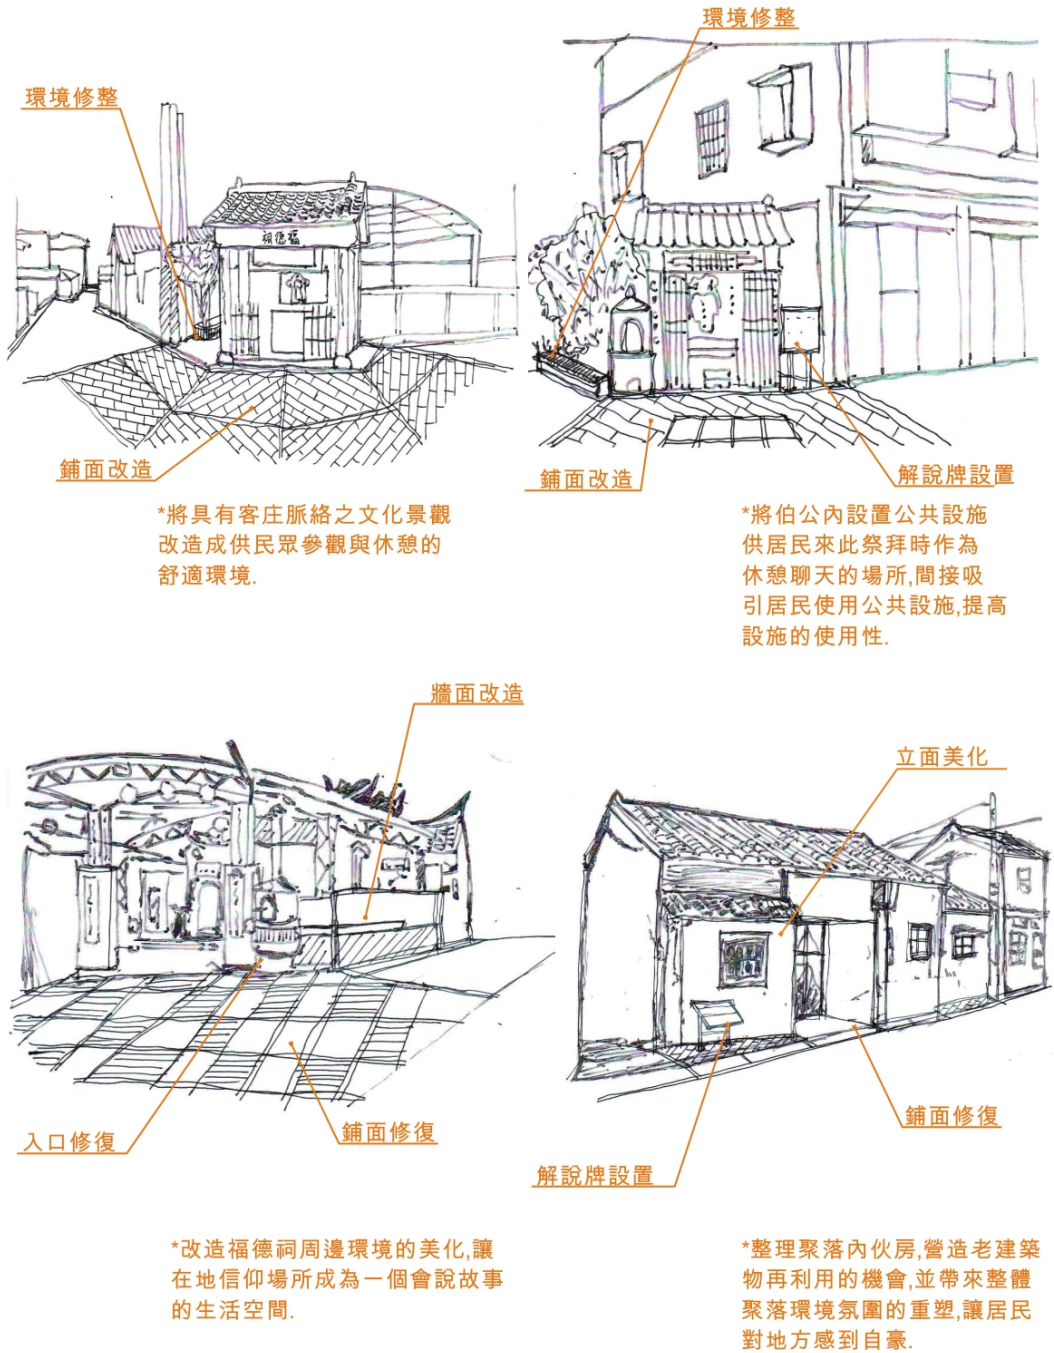 環境修整
環境修整
福德祠
鋪面改造
鋪面改造
解說牌設置
*將具有客庄脈絡之文化景觀
改造成供民眾參觀與休憩的
舒適環境.
*將伯公內設置公共設施
供居民來此祭拜時作為
休憩聊天的場所,間接吸
引居民使用公共設施,提高
設施的使用性.
牆面改造
立面美化
入口修復
鋪面修復
解說牌設置
鋪面修復
*改造福德祠周邊環境的美化,讓
在地信仰場所成為一個會說故事
的生活空間.
*整理聚落內伙房,營造老建築
物再利用的機會,並帶來整體
聚落環境氛圍的重塑,讓居民
對地方感到自豪.